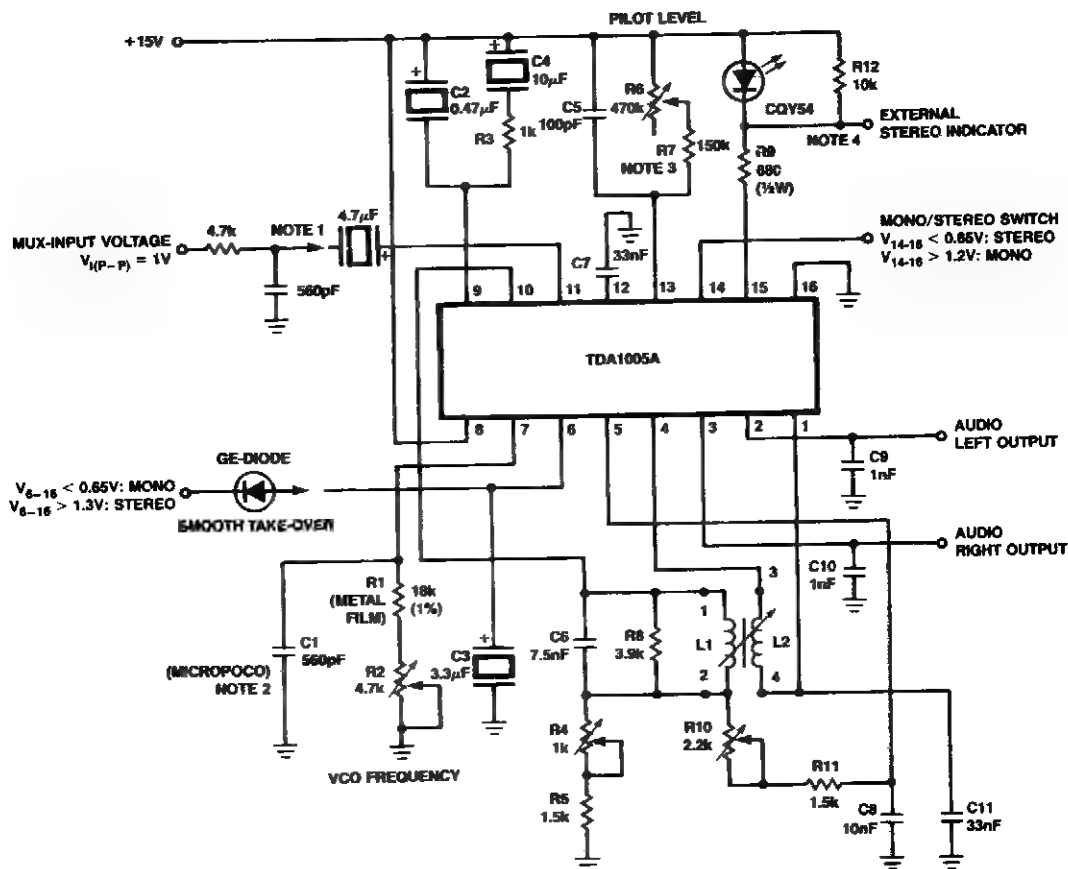 PILOT LEVEL
+15V
+
C2
0.47μF
+
C4
10μF
R3
1k
C5
100pF
R6
470k
R7
150k
NOTE 3
CQY54
R12
10k
EXTERNAL
STEREO INDICATOR
NOTE 4
R9
680
(½W)
MUX-INPUT VOLTAGE
VI(P–P) = 1V
4.7k
NOTE 1
4.7μF
+
560pF
C7
33nF
MONO/STEREO SWITCH
V14-16 < 0.65V: STEREO
V14-16 > 1.2V: MONO
9 10 11 12 13 14 15 16
TDA1005A
8 7 6 5 4 3 2 1
AUDIO
LEFT OUTPUT
C9
1nF
GE-DIODE
V6–16 < 0.65V: MONO
V6–16 > 1.3V: STEREO
SMOOTH TAKE-OVER
AUDIO
RIGHT OUTPUT
C10
1nF
R1
(METAL
FILM)
18k
(1%)
C1
560pF
(MICROPOCO)
NOTE 2
R2
4.7k
+
C3
3.3μF
VCO FREQUENCY
C6
7.5nF
R8
3.9k
1
L1
2
3
L2
4
R4
1k
R5
1.5k
R10
2.2k
R11
1.5k
C8
10nF
C11
33nF